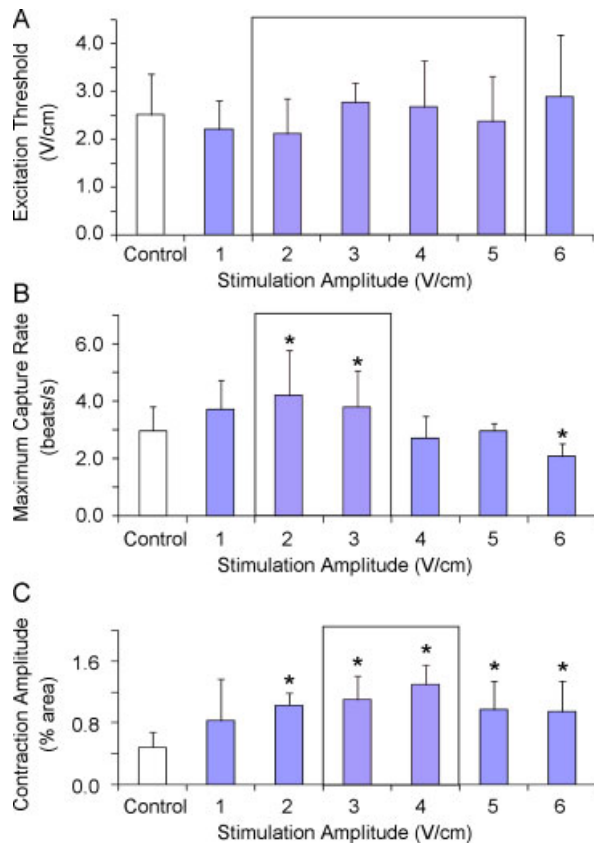 A
Excitation Threshold
(V/cm)
4.0
3.0
2.0
1.0
0.0
Control 1 2 3 4 5 6
Stimulation Amplitude (V/cm)
B
Maximum Capture Rate
(beats/s)
6.0
4.0
2.0
0.0
* * *
Control 1 2 3 4 5 6
Stimulation Amplitude (V/cm)
C
Contraction Amplitude
(% area)
1.6
0.8
0.0
* * * * *
Control 1 2 3 4 5 6
Stimulation Amplitude (V/cm)